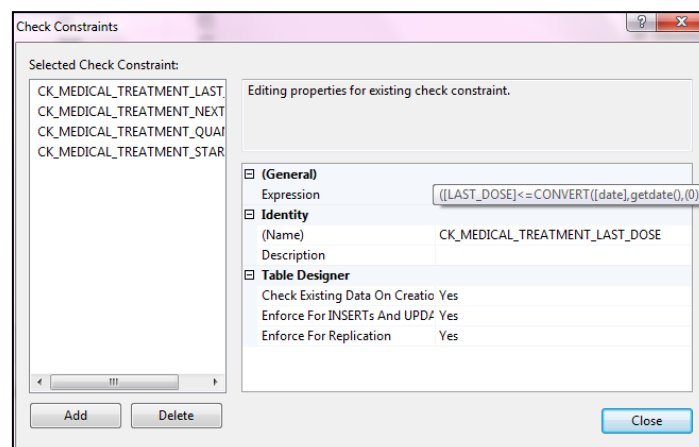 Check Constraints
Selected Check Constraint:
CK_MEDICAL_TREATMENT_LAST_
CK_MEDICAL_TREATMENT_NEXT
CK_MEDICAL_TREATMENT_QUAN
CK_MEDICAL_TREATMENT_STAR
Editing properties for existing check constraint.
(General)
Expression ([LAST_DOSE]<=CONVERT([date],getdate(),(0)
Identity
(Name) CK_MEDICAL_TREATMENT_LAST_DOSE
Description
Table Designer
Check Existing Data On Creatio Yes
Enforce For INSERTs And UPDA Yes
Enforce For Replication Yes
Add Delete
Close